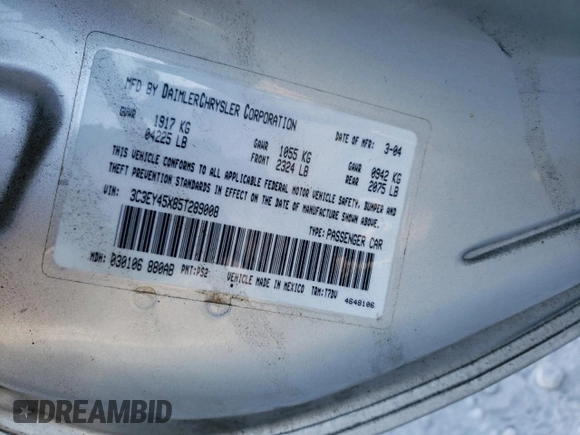 MFD BY DAIMLERCHRYSLER CORPORATION
DATE OF MFR: 3-04
GVWR 1917 KG
04225 LB
GAWR FRONT 1055 KG
2324 LB
GAWR REAR 0942 KG
2075 LB
THIS VEHICLE CONFORMS TO ALL APPLICABLE FEDERAL MOTOR VEHICLE SAFETY, BUMPER AND
THEFT PREVENTION STANDARDS IN EFFECT ON THE DATE OF MANUFACTURE SHOWN ABOVE.
VIN: 3C3EY45X85T289008
TYPE: PASSENGER CAR
MDH: 030106 880AB PNT: PS2 VEHICLE MADE IN MEXICO TRM: T7DV
4648106
DREAMBID